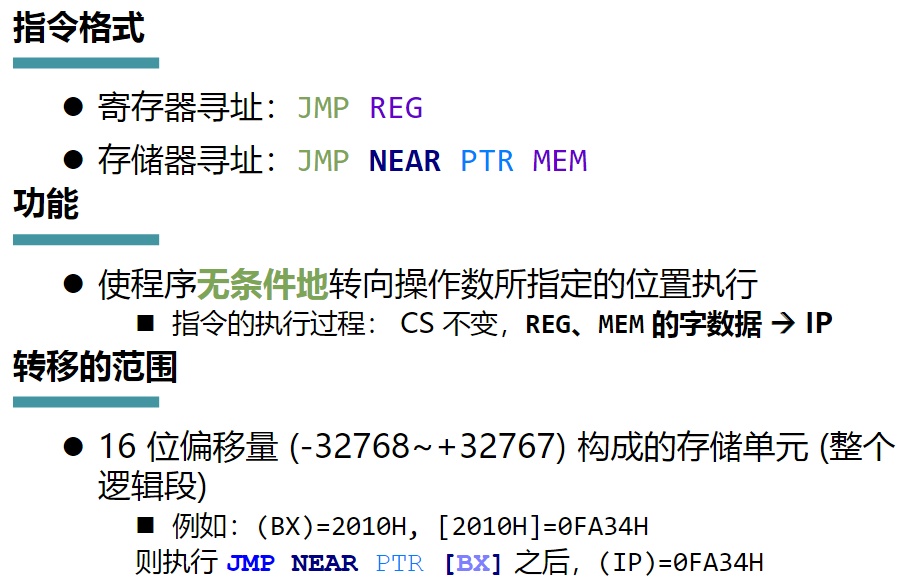 指令格式
● 寄存器寻址：JMP REG
● 存储器寻址：JMP NEAR PTR MEM
功能
● 使程序无条件地转向操作数所指定的位置执行
■ 指令的执行过程： CS 不变，REG、MEM 的字数据 → IP
转移的范围
● 16 位偏移量 (-32768~+32767) 构成的存储单元 (整个
逻辑段)
■ 例如：(BX)=2010H, [2010H]=0FA34H
则执行 JMP NEAR PTR [BX] 之后，(IP)=0FA34H